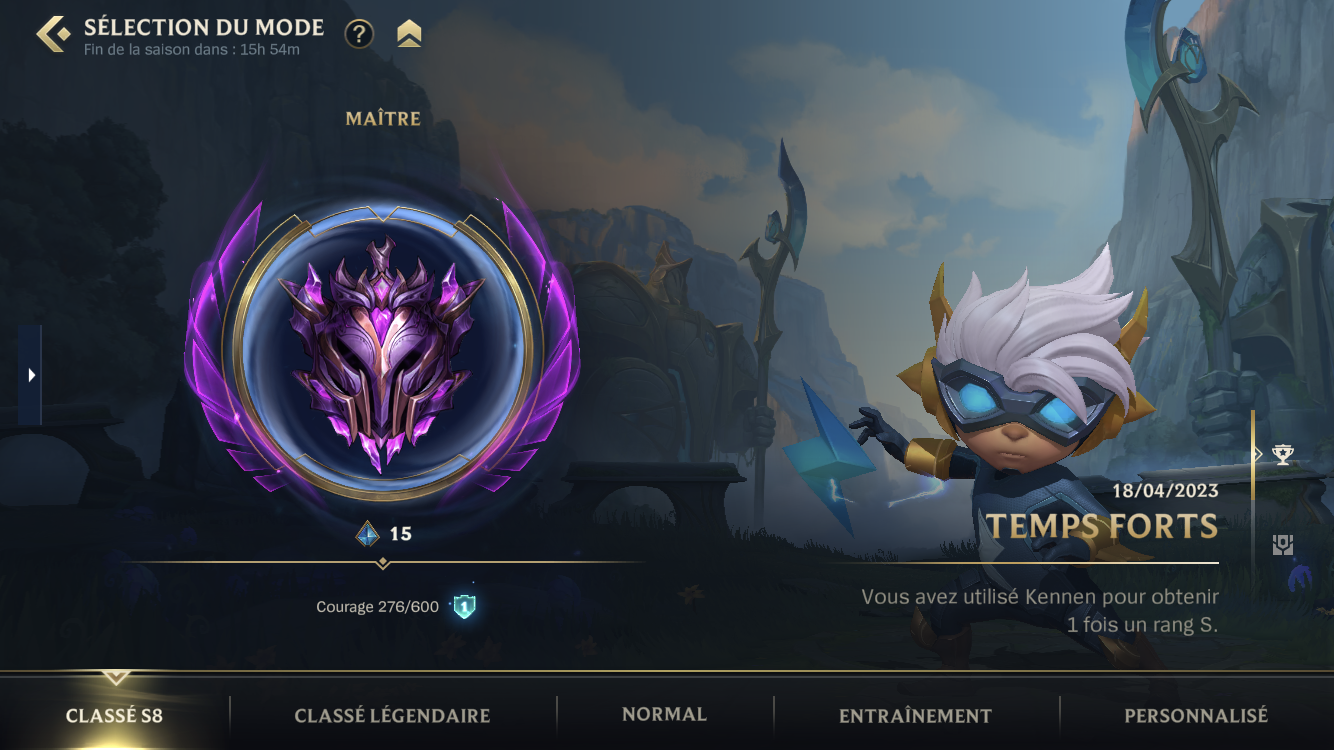 SÉLECTION DU MODE
Fin de la saison dans : 15h 54m
?
MAÎTRE
15
Courage 276/600
1
18/04/2023
TEMPS FORTS
Vous avez utilisé Kennen pour obtenir
1 fois un rang S.
CLASSÉ S8
CLASSÉ LÉGENDAIRE
NORMAL
ENTRAÎNEMENT
PERSONNALISÉ